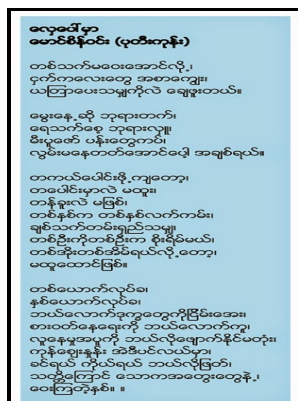 လှေပေါ်မှာ
မောင်စိန်ဝင်း (ပုတီးကုန်း)
တစ်သက်မဝေးအောင်လို့၊
ငှက်ကလေးတွေ အစာကျွေး၊
ယတြာပေးသမျှကိုလဲ ချေဖူးတယ်။
မွေးနေ့ဆို ဘုရားတက်၊
ရေသက်စေ့ ဘုရားလှူ၊
မီးပူဇော် ပန်းတွေကပ်၊
လွမ်းမနေတတ်အောင်ပေါ့ အချစ်ရယ်။
တကယ်ပေါင်းဖို့ကျတော့၊
တပေါင်းမှာလဲ မထူး၊
တန်ခူးလဲ မဖြစ်၊
တစ်နှစ်က တစ်နှစ်လက်ကမ်း၊
ချစ်သက်တမ်းရှည်သမျှ၊
တစ်ဦးကိုတစ်ဦးက စိုးရိမ်မယ်၊
တစ်အိုးတစ်အိမ်ရယ်လို့တော့၊
မထူထောင်ဖြစ်။
တစ်ယောက်လုပ်ခ၊
နှစ်ယောက်လုပ်ခ၊
ဘယ်လောက်ဒုက္ခတွေကိုငြိမ်းအေး၊
စားဝတ်နေရေးကို ဘယ်လောက်ကူ၊
လူနေမှုအပူကို ဘယ်လိုဖျောက်နိုင်မတုံး၊
ကုန်ဈေးနှုန်း အဲဒီပင်လယ်မှာ၊
ခင်ရယ် ကိုယ်ရယ် ဘယ်လိုဖြတ်၊
သတ္တိကြောင် သောကအတွေးတွေနဲ့၊
ဝေးကြတဲ့နှစ်။ ။